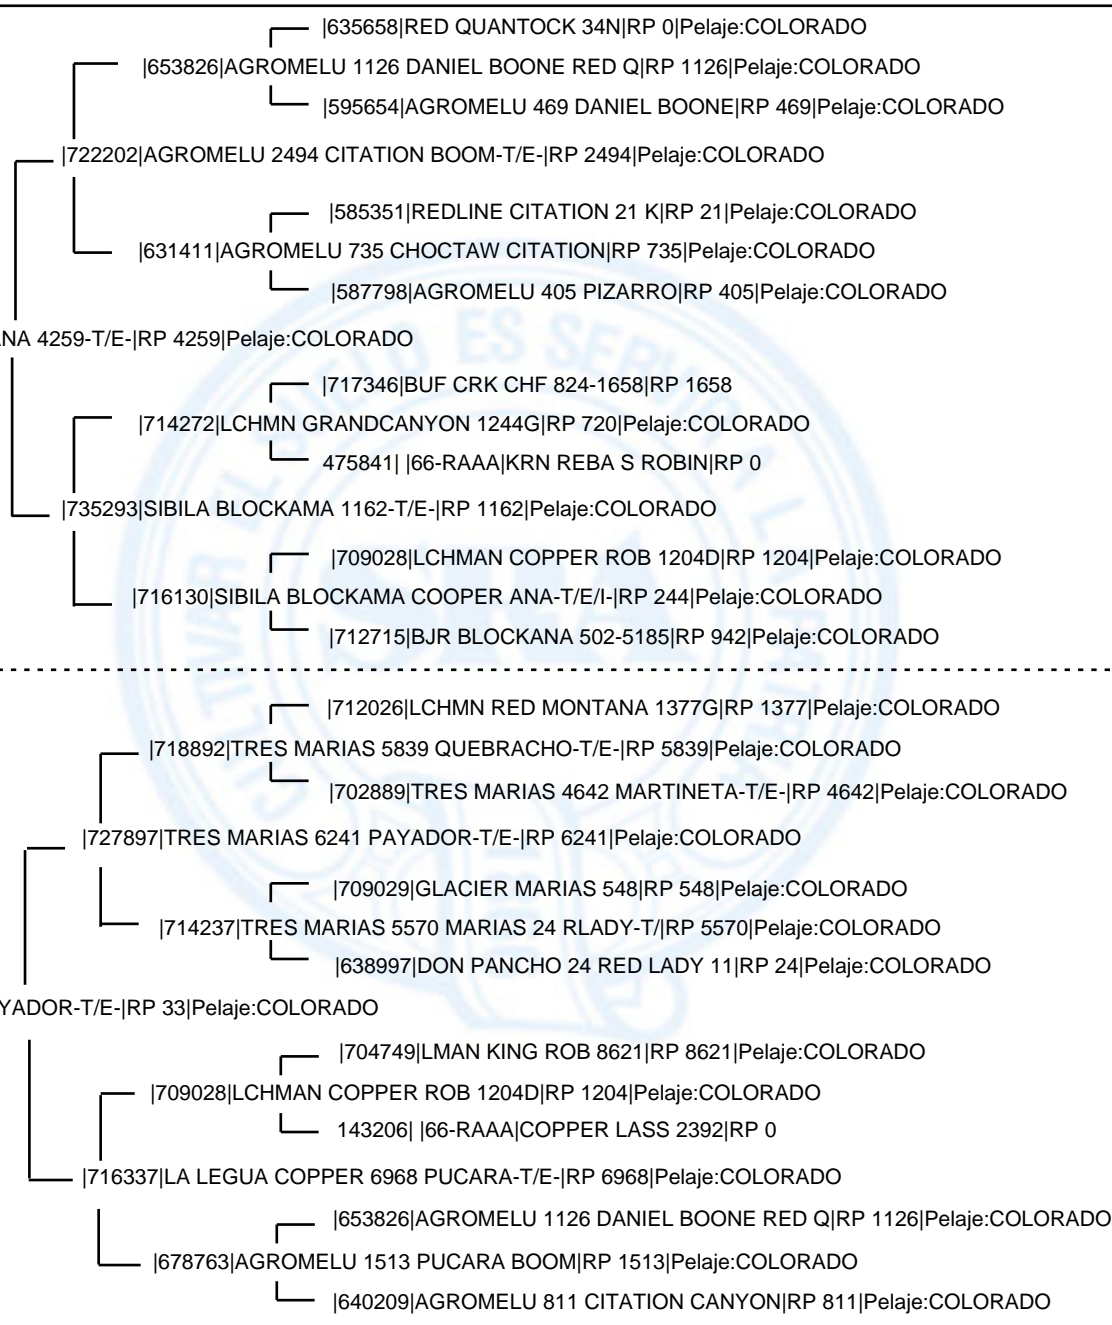 |635658|RED QUANTOCK 34N|RP 0|Pelaje:COLORADO
|653826|AGROMELU 1126 DANIEL BOONE RED Q|RP 1126|Pelaje:COLORADO
|595654|AGROMELU 469 DANIEL BOONE|RP 469|Pelaje:COLORADO
|722202|AGROMELU 2494 CITATION BOOM-T/E-|RP 2494|Pelaje:COLORADO
|585351|REDLINE CITATION 21 K|RP 21|Pelaje:COLORADO
|631411|AGROMELU 735 CHOCTAW CITATION|RP 735|Pelaje:COLORADO
|587798|AGROMELU 405 PIZARRO|RP 405|Pelaje:COLORADO
NA 4259-T/E-|RP 4259|Pelaje:COLORADO
|717346|BUF CRK CHF 824-1658|RP 1658
|714272|LCHMN GRANDCANYON 1244G|RP 720|Pelaje:COLORADO
475841| |66-RAAA|KRN REBA S ROBIN|RP 0
|735293|SIBILA BLOCKAMA 1162-T/E-|RP 1162|Pelaje:COLORADO
|709028|LCHMAN COPPER ROB 1204D|RP 1204|Pelaje:COLORADO
|716130|SIBILA BLOCKAMA COOPER ANA-T/E/I-|RP 244|Pelaje:COLORADO
|712715|BJR BLOCKANA 502-5185|RP 942|Pelaje:COLORADO
|712026|LCHMN RED MONTANA 1377G|RP 1377|Pelaje:COLORADO
|718892|TRES MARIAS 5839 QUEBRACHO-T/E-|RP 5839|Pelaje:COLORADO
|702889|TRES MARIAS 4642 MARTINETA-T/E-|RP 4642|Pelaje:COLORADO
|727897|TRES MARIAS 6241 PAYADOR-T/E-|RP 6241|Pelaje:COLORADO
|709029|GLACIER MARIAS 548|RP 548|Pelaje:COLORADO
|714237|TRES MARIAS 5570 MARIAS 24 RLADY-T/|RP 5570|Pelaje:COLORADO
|638997|DON PANCHO 24 RED LADY 11|RP 24|Pelaje:COLORADO
YADOR-T/E-|RP 33|Pelaje:COLORADO
|704749|LMAN KING ROB 8621|RP 8621|Pelaje:COLORADO
|709028|LCHMAN COPPER ROB 1204D|RP 1204|Pelaje:COLORADO
143206| |66-RAAA|COPPER LASS 2392|RP 0
|716337|LA LEGUA COPPER 6968 PUCARA-T/E-|RP 6968|Pelaje:COLORADO
|653826|AGROMELU 1126 DANIEL BOONE RED Q|RP 1126|Pelaje:COLORADO
|678763|AGROMELU 1513 PUCARA BOOM|RP 1513|Pelaje:COLORADO
|640209|AGROMELU 811 CITATION CANYON|RP 811|Pelaje:COLORADO